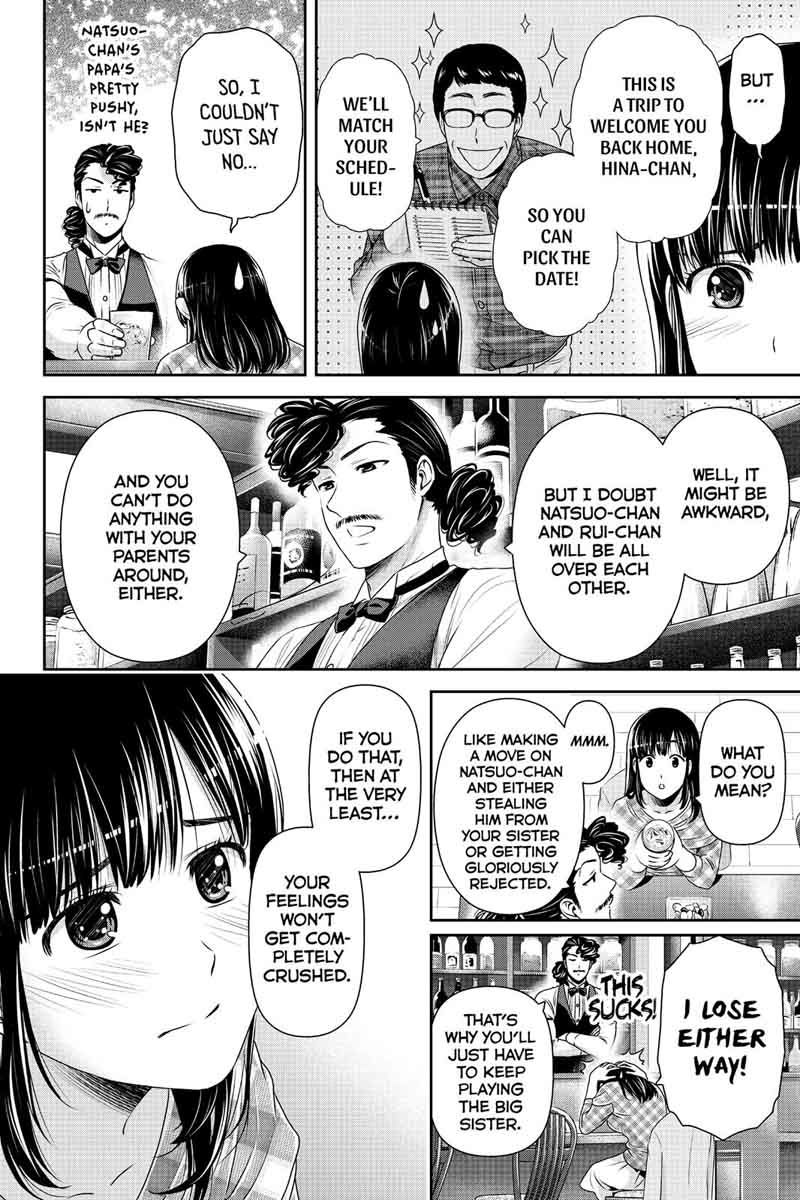 BUT
...
THIS IS
A TRIP TO
WELCOME YOU
BACK HOME,
HINA-CHAN,
SO YOU
CAN
PICK THE
DATE!
WE'LL
MATCH
YOUR
SCHED-
ULE!
SO, I
COULDN'T
JUST SAY
NO...
NATSUO-
CHAN'S
PAPA'S
PRETTY
PUSHY,
ISN'T HE?
WELL, IT
MIGHT BE
AWKWARD,
BUT I DOUBT
NATSUO-CHAN
AND RUI-CHAN
WILL BE ALL
OVER EACH
OTHER.
AND YOU
CAN'T DO
ANYTHING
WITH YOUR
PARENTS
AROUND,
EITHER.
WHAT
DO YOU
MEAN?
MMM.
LIKE MAKING
A MOVE ON
NATSUO-CHAN
AND EITHER
STEALING
HIM FROM
YOUR SISTER
OR GETTING
GLORIOUSLY
REJECTED.
I LOSE
EITHER
WAY!
THIS
SUCKS!
THAT'S
WHY YOU'LL
JUST HAVE
TO KEEP
PLAYING
THE BIG
SISTER.
IF YOU
DO THAT,
THEN AT
THE VERY
LEAST...
YOUR
FEELINGS
WON'T
GET COM-
PLETELY
CRUSHED.